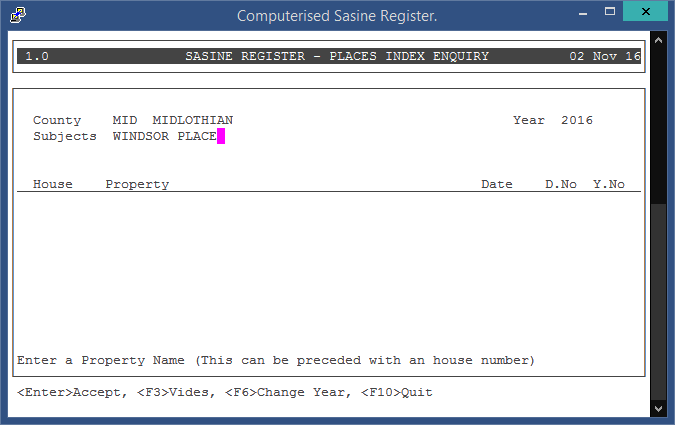 Computerised Sasine Register.
1.0 SASINE REGISTER - PLACES INDEX ENQUIRY 02 Nov 16
County MID MIDLOTHIAN Year 2016
Subjects WINDSOR PLACE
House Property Date D.No Y.No
Enter a Property Name (This can be preceded with an house number)
<Enter>Accept, <F3>Vides, <F6>Change Year, <F10>Quit